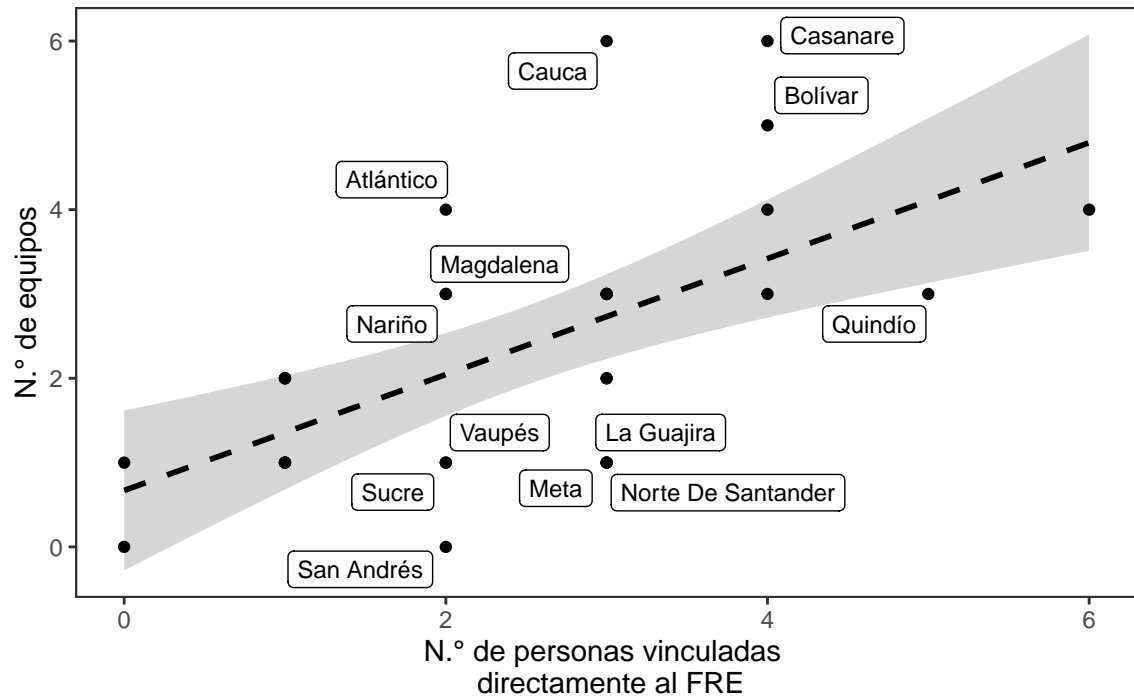 6
4
2
0
N.° de equipos
Casanare
Cauca
Bolívar
Atlántico
Magdalena
Nariño
Quindío
Vaupés
La Guajira
Meta
Sucre
Norte De Santander
San Andrés
0 2 4 6
N.° de personas vinculadas
directamente al FRE